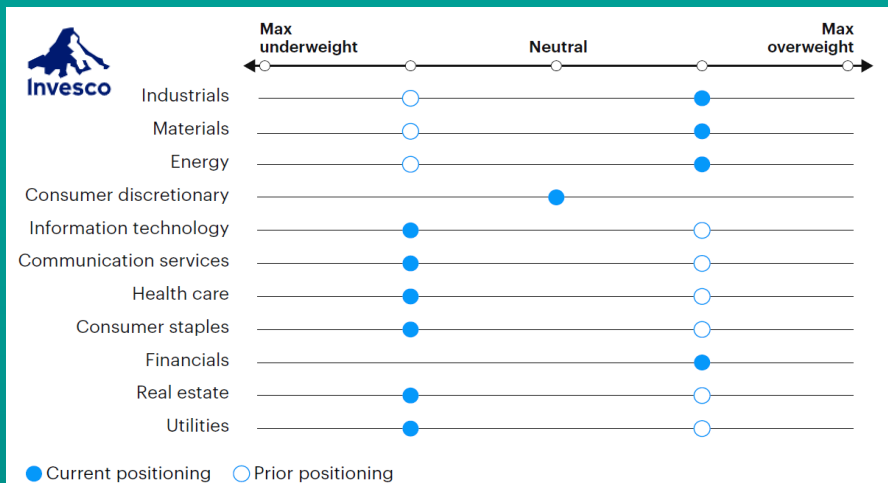 Max underweight
Neutral
Max overweight
Invesco
Industrials
Materials
Energy
Consumer discretionary
Information technology
Communication services
Health care
Consumer staples
Financials
Real estate
Utilities
Current positioning
Prior positioning